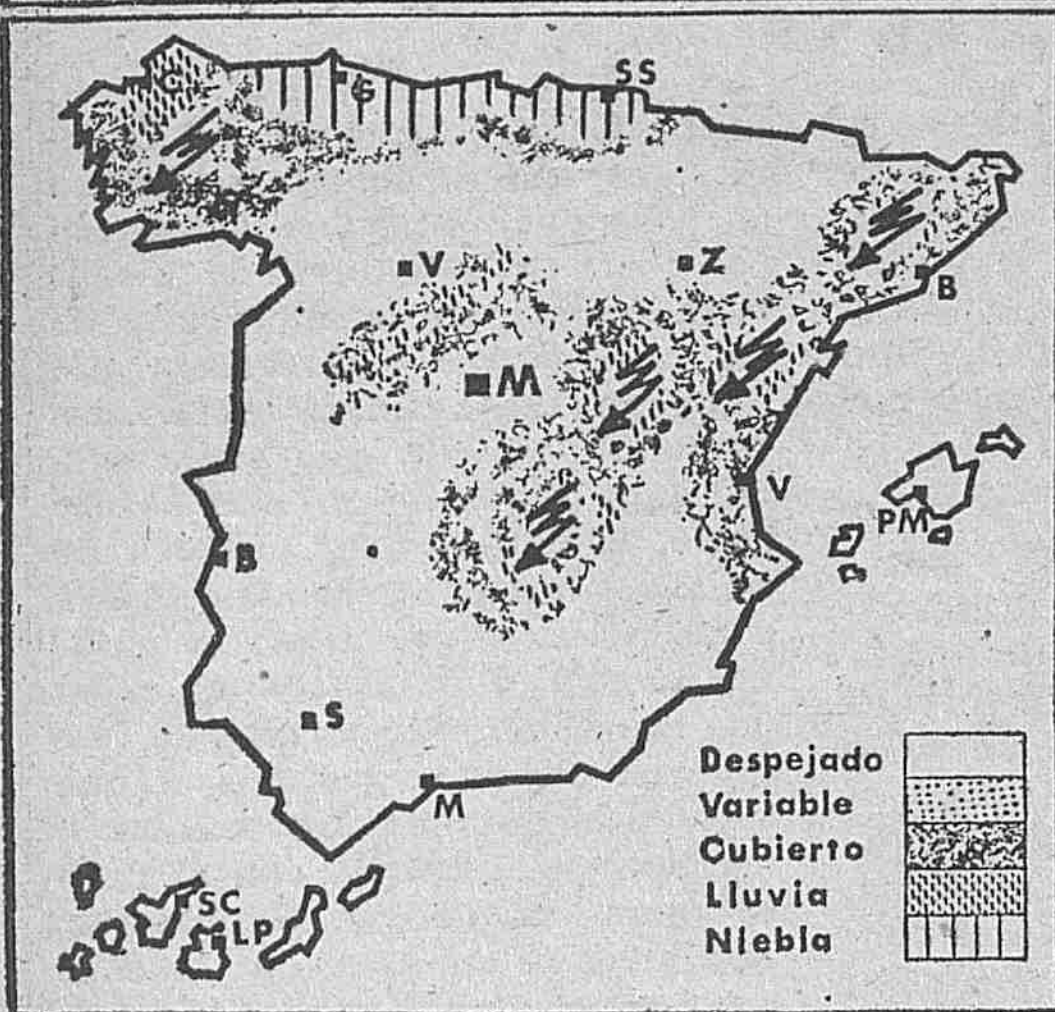 SS
C
G
V
Z
B
M
V
PM
B
S
M
SC
LP
Despejado
Variable
Cubierto
Lluvia
Niebla